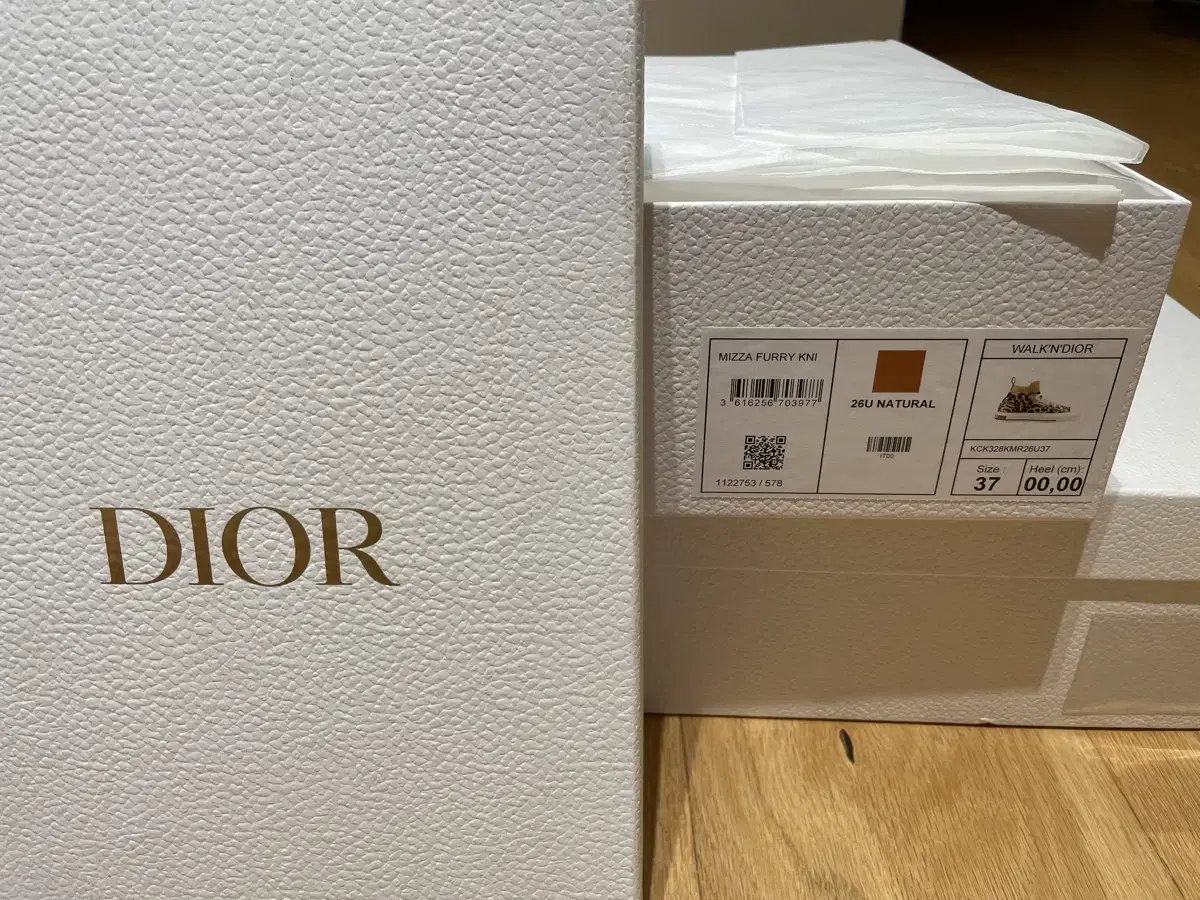 DIOR
MIZZA FURRY KNI
3 616256 703977
1122753 / 578
26U NATURAL
tT00
WALK'N'DIOR
KCK328KMR26U37
Size :
37
Heel (cm):
00,00